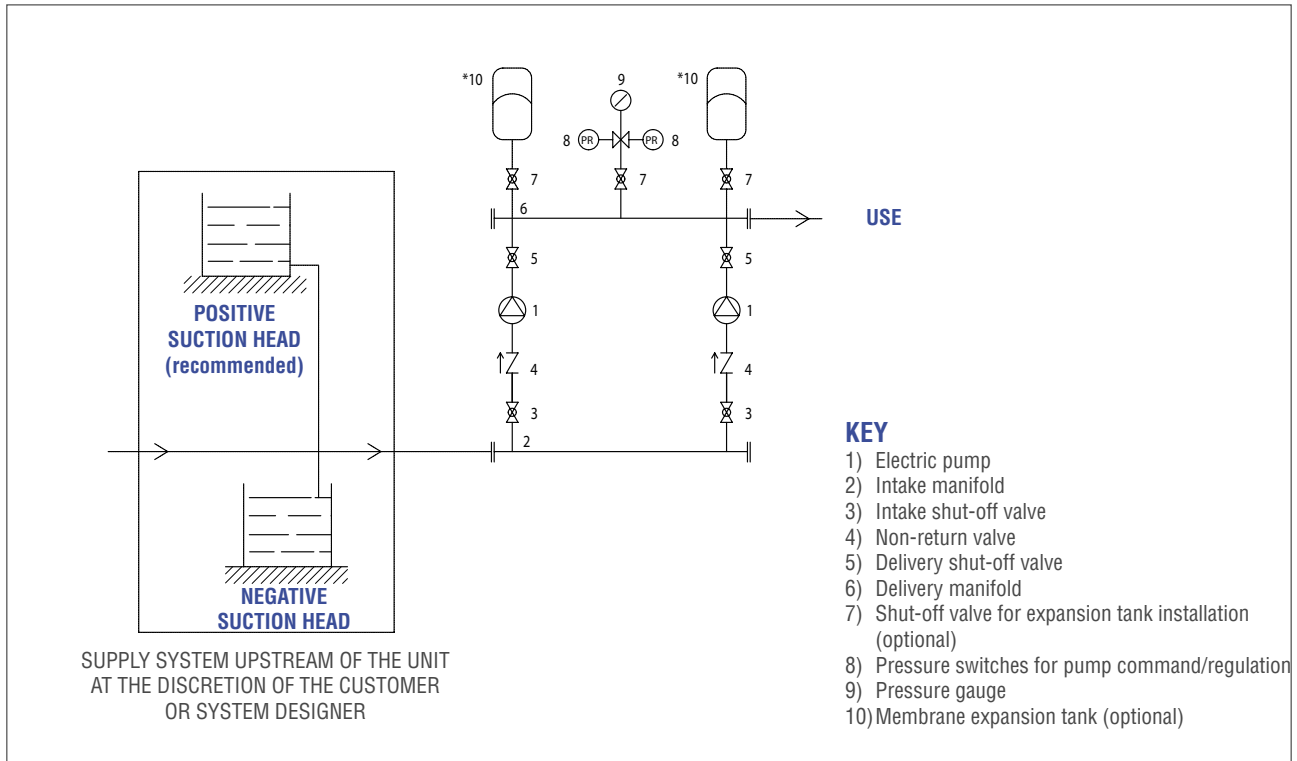 *10
9
*10
8 PR PR 8
7
7
7
6
USE
5
5
1
1
4
4
3
3
2
POSITIVE
SUCTION HEAD
(recommended)
NEGATIVE
SUCTION HEAD
SUPPLY SYSTEM UPSTREAM OF THE UNIT
AT THE DISCRETION OF THE CUSTOMER
OR SYSTEM DESIGNER
KEY
1) Electric pump
2) Intake manifold
3) Intake shut-off valve
4) Non-return valve
5) Delivery shut-off valve
6) Delivery manifold
7) Shut-off valve for expansion tank installation
(optional)
8) Pressure switches for pump command/regulation
9) Pressure gauge
10) Membrane expansion tank (optional)